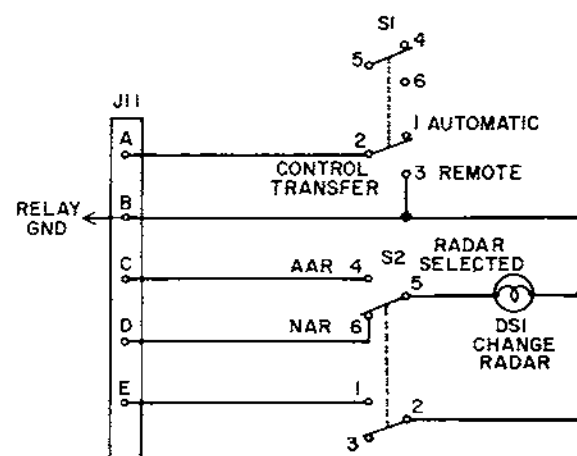 S1
4
5
6
J11
1 AUTOMATIC
A
2
CONTROL
TRANSFER
3 REMOTE
B
RELAY
GND
RADAR
SELECTED
C
AAR 4
S2
5
D
NAR 6
DS1
CHANGE
RADAR
E
1
2
3